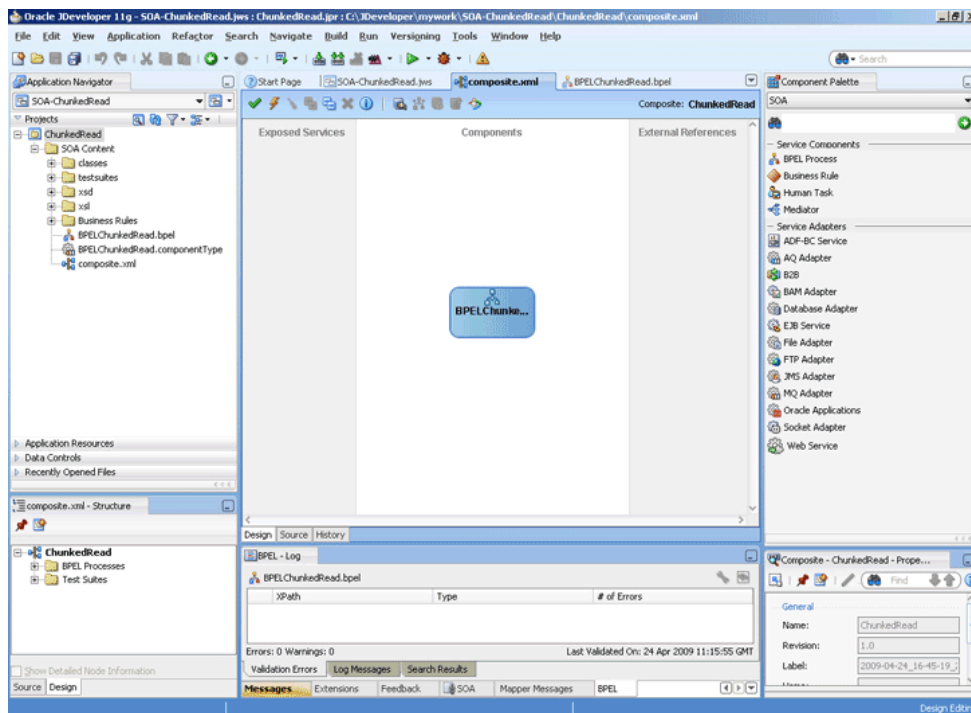 Oracle JDeveloper 11g - SOA-ChunkedRead.jws : ChunkedRead.jpr : C:\JDeveloper\mywork\SOA-ChunkedRead\ChunkedRead\composite.xml
File Edit View Application Refactor Search Navigate Build Run Versioning Tools Window Help
Search
Application Navigator
SOA-ChunkedRead
Projects
ChunkedRead
SOA Content
classes
testsuites
xsd
xsl
Business Rules
BPELChunkedRead.bpel
BPELChunkedRead.componentType
composite.xml
Application Resources
Data Controls
Recently Opened Files
composite.xml - Structure
ChunkedRead
BPEL Processes
Test Suites
Show Detailed Node Information
Source Design
Start Page SOA-ChunkedRead.jws composite.xml BPELChunkedRead.bpel
Composite: ChunkedRead
Exposed Services Components External References
BPELChunke...
Design Source History
BPEL - Log
BPELChunkedRead.bpel
XPath Type # of Errors
Errors: 0 Warnings: 0 Last Validated On: 24 Apr 2009 11:15:55 GMT
Validation Errors Log Messages Search Results
Messages Extensions Feedback SOA Mapper Messages BPEL
Component Palette
SOA
Service Components
BPEL Process
Business Rule
Human Task
Mediator
Service Adapters
ADF-BC Service
AQ Adapter
B2B
BAM Adapter
Database Adapter
EJB Service
File Adapter
FTP Adapter
JMS Adapter
MQ Adapter
Oracle Applications
Socket Adapter
Web Service
Composite - ChunkedRead - Prope...
Find
General
Name: ChunkedRead
Revision: 1.0
Label: 2009-04-24_16-45-19_
Design Editin